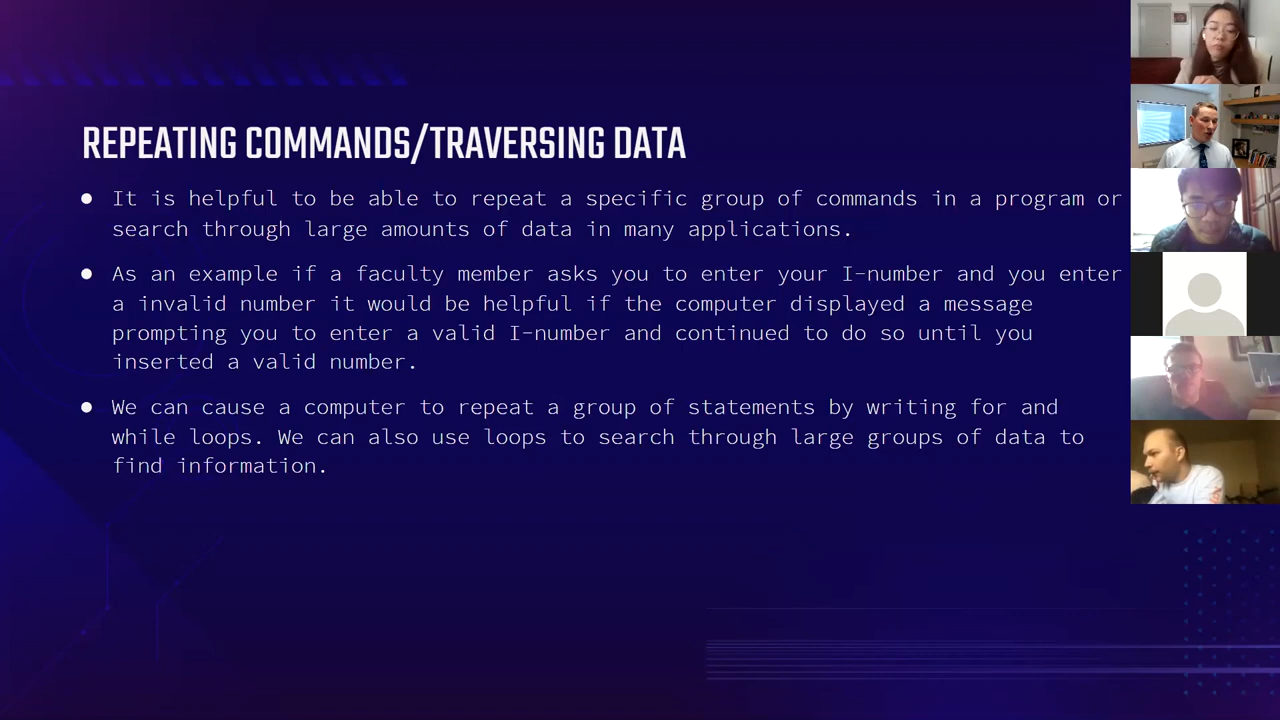 REPEATING COMMANDS/TRAVERSING DATA
● It is helpful to be able to repeat a specific group of commands in a program or
search through large amounts of data in many applications.
● As an example if a faculty member asks you to enter your I-number and you enter
a invalid number it would be helpful if the computer displayed a message
prompting you to enter a valid I-number and continued to do so until you
inserted a valid number.
● We can cause a computer to repeat a group of statements by writing for and
while loops. We can also use loops to search through large groups of data to
find information.